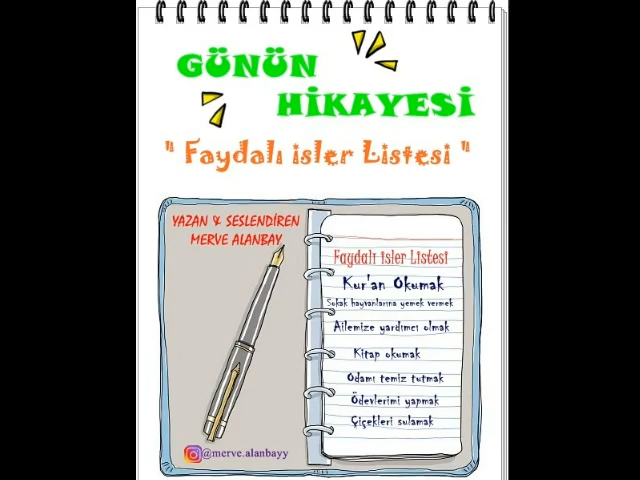 GÜNÜN
HİKAYESİ
" Faydalı isler Listesi "
YAZAN & SESLENDİREN
MERVE ALANBAY
Faydalı isler Listesi
Kur'an Okumak
Sokak hayvanlarına yemek vermek
Ailemize yardımcı olmak
Kitap okumak
Odamı temiz tutmak
Ödevlerimi yapmak
Çiçekleri sulamak
@merve.alanbayy